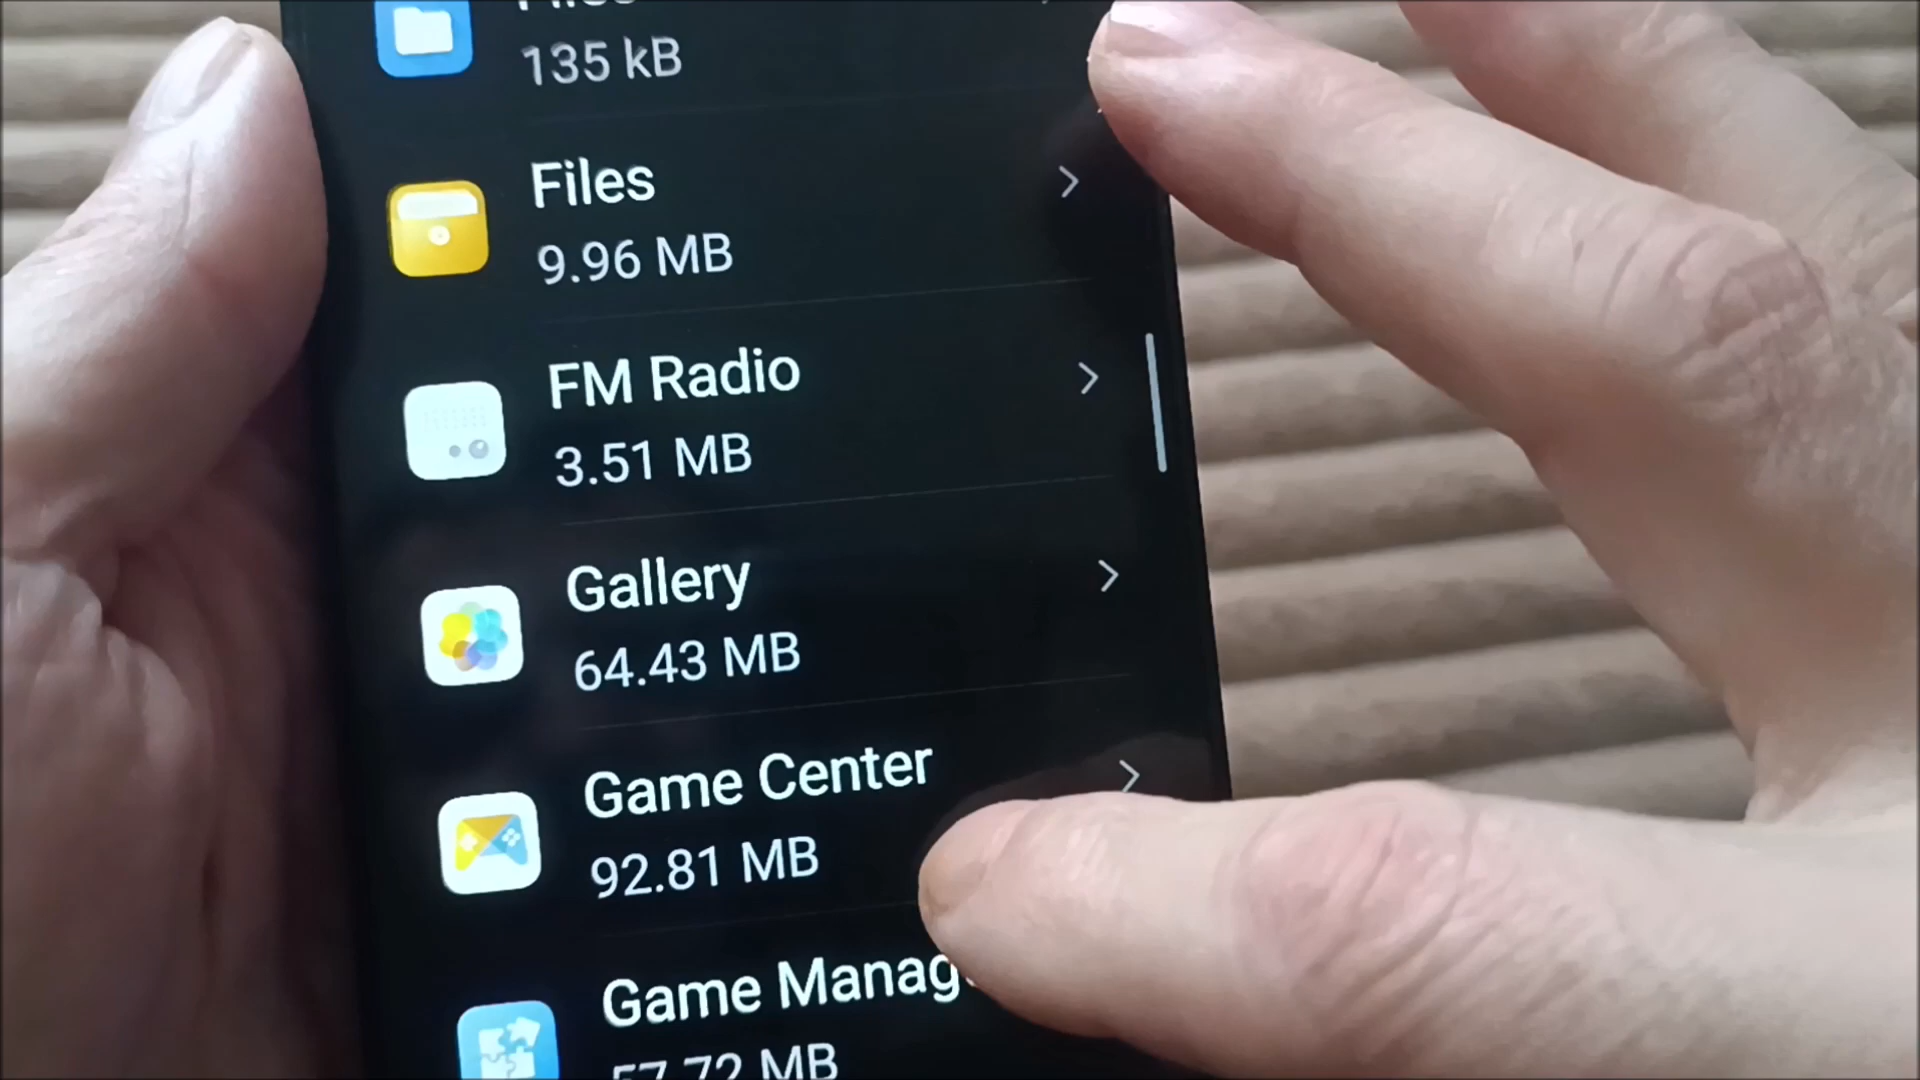 Files
135 kB
Files
9.96 MB
FM Radio
3.51 MB
Gallery
64.43 MB
Game Center
92.81 MB
Game Manag
57.72 MB